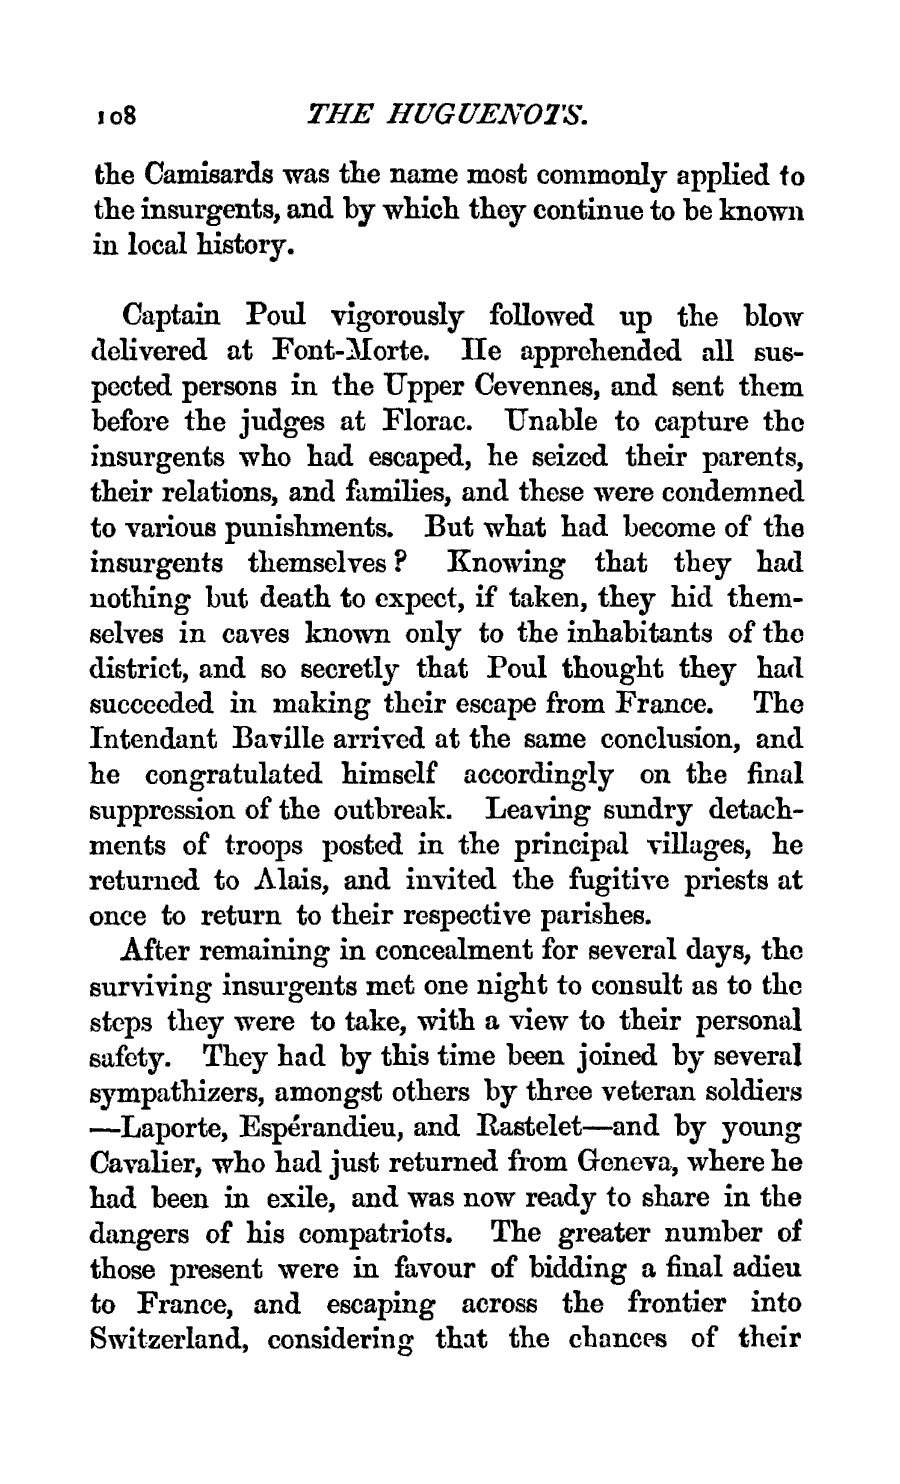 108 THE HUGUENOTS.
the Camisards was the name most commonly applied to
the insurgents, and by which they continue to be known
in local history.
Captain Poul vigorously followed up the blow
delivered at Font-Morte. He apprehended all sus-
pected persons in the Upper Cevennes, and sent them
before the judges at Florac. Unable to capture the
insurgents who had escaped, he seized their parents,
their relations, and families, and these were condemned
to various punishments. But what had become of the
insurgents themselves? Knowing that they had
nothing but death to expect, if taken, they hid them-
selves in caves known only to the inhabitants of the
district, and so secretly that Poul thought they had
succeeded in making their escape from France. The
Intendant Baville arrived at the same conclusion, and
he congratulated himself accordingly on the final
suppression of the outbreak. Leaving sundry detach-
ments of troops posted in the principal villages, he
returned to Alais, and invited the fugitive priests at
once to return to their respective parishes.
After remaining in concealment for several days, the
surviving insurgents met one night to consult as to the
steps they were to take, with a view to their personal
safety. They had by this time been joined by several
sympathizers, amongst others by three veteran soldiers
—Laporte, Espérandieu, and Rastelet—and by young
Cavalier, who had just returned from Geneva, where he
had been in exile, and was now ready to share in the
dangers of his compatriots. The greater number of
those present were in favour of bidding a final adieu
to France, and escaping across the frontier into
Switzerland, considering that the chances of their